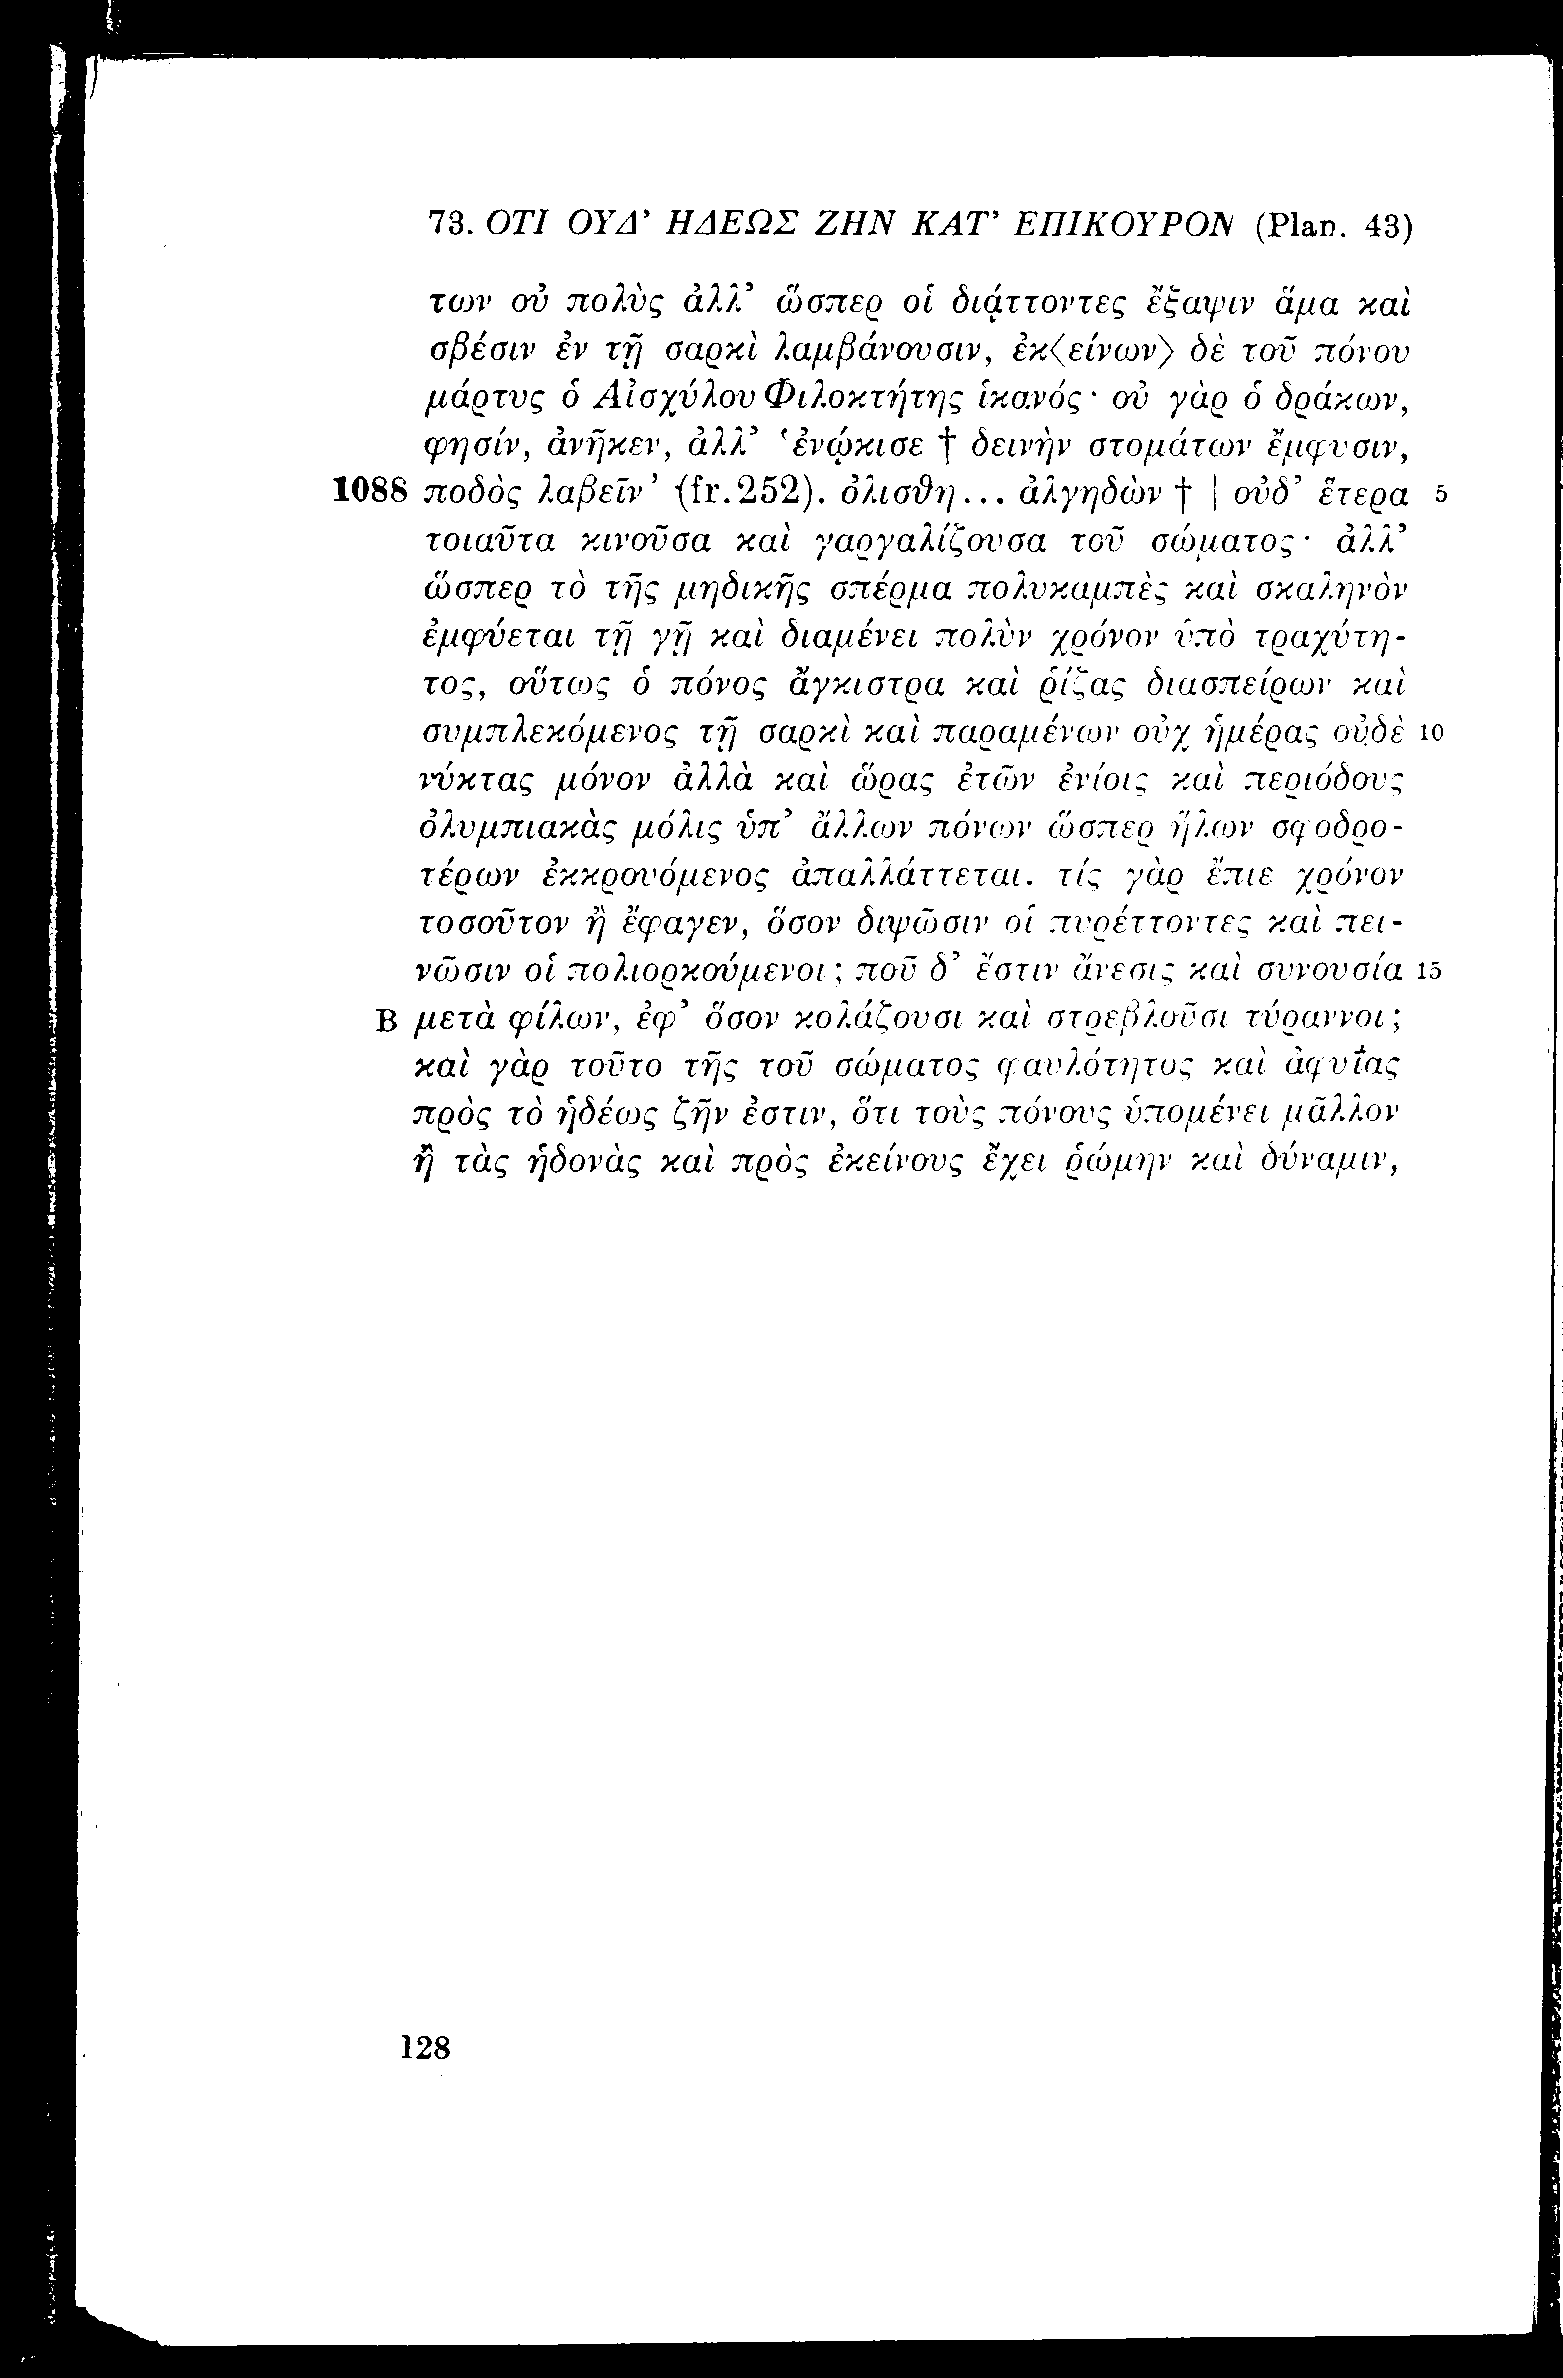 73. ΟΤΙ ΟΥΔ’ ΗΔΕΩΣ ΖΗΝ ΚΑΤ’ ΕΠΙΚΟΥΡΟΝ (Plan. 43)
των οὐ πολὺς ἀλλ’ ὥσπερ οἱ διᾴττοντες ἔξαψιν ἅμα καὶ
σβέσιν ἐν τῇ σαρκὶ λαμβάνουσιν, ἐκ〈είνων〉 δὲ τοῦ πόνου
μάρτυς ὁ Αἰσχύλου Φιλοκτήτης ἱκανός· οὐ γὰρ ὁ δράκων,
φησίν, ἀνῆκεν, ἀλλ’ ‘ἐνῴκισε † δεινὴν στομάτων ἔμφυσιν,
1088 ποδὸς λαβεῖν’ (fr. 252). ὀλισθη... ἀλγηδὼν † | οὐδ’ ἕτερα 5
τοιαῦτα κινοῦσα καὶ γαργαλίζουσα τοῦ σώματος· ἀλλ’
ὥσπερ τὸ τῆς μηδικῆς σπέρμα πολυκαμπὲς καὶ σκαληνὸν
ἐμφύεται τῇ γῇ καὶ διαμένει πολὺν χρόνον ὑπὸ τραχύτη-
τος, οὕτως ὁ πόνος ἄγκιστρα καὶ ῥίζας διασπείρων καὶ
συμπλεκόμενος τῇ σαρκὶ καὶ παραμένων οὐχ ἡμέρας οὐδὲ 10
νύκτας μόνον ἀλλὰ καὶ ὥρας ἐτῶν ἐνίοις καὶ περιόδους
ὀλυμπιακὰς μόλις ὑπ’ ἄλλων πόνων ὥσπερ ἥλων σφοδρο-
τέρων ἐκκρουόμενος ἀπαλλάττεται. τίς γὰρ ἔπιε χρόνον
τοσοῦτον ἢ ἔφαγεν, ὅσον διψῶσιν οἱ πυρέττοντες καὶ πει-
νῶσιν οἱ πολιορκούμενοι; ποῦ δ’ ἔστιν ἄνεσις καὶ συνουσία 15
B μετὰ φίλων, ἐφ’ ὅσον κολάζουσι καὶ στρεβλοῦσι τύραννοι;
καὶ γὰρ τοῦτο τῆς τοῦ σώματος φαυλότητος καὶ ἀφυΐας
πρὸς τὸ ἡδέως ζῆν ἐστιν, ὅτι τοὺς πόνους ὑπομένει μᾶλλον
ἢ τὰς ἡδονὰς καὶ πρὸς ἐκείνους ἔχει ῥώμην καὶ δύναμιν,
128